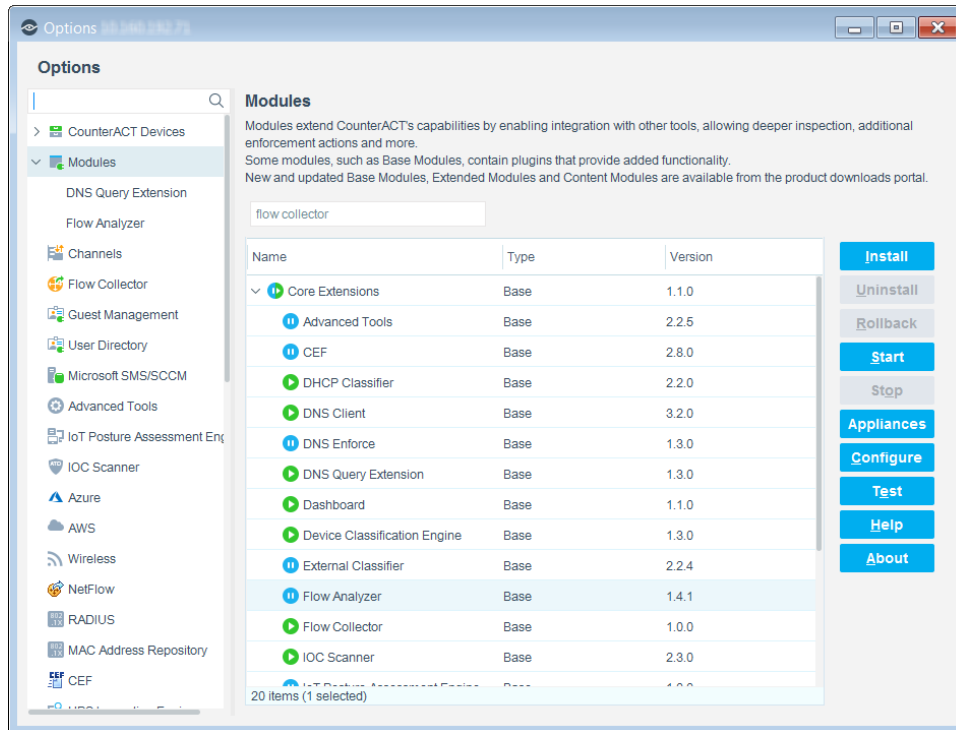 Options
Options
CounterACT Devices
Modules
DNS Query Extension
Flow Analyzer
Channels
Flow Collector
Guest Management
User Directory
Microsoft SMS/SCCM
Advanced Tools
IoT Posture Assessment Eng
IOC Scanner
Azure
AWS
Wireless
NetFlow
RADIUS
MAC Address Repository
CEF
Modules
Modules extend CounterACT's capabilities by enabling integration with other tools, allowing deeper inspection, additional
enforcement actions and more.
Some modules, such as Base Modules, contain plugins that provide added functionality.
New and updated Base Modules, Extended Modules and Content Modules are available from the product downloads portal.
flow collector
Name Type Version
Core Extensions Base 1.1.0
Advanced Tools Base 2.2.5
CEF Base 2.8.0
DHCP Classifier Base 2.2.0
DNS Client Base 3.2.0
DNS Enforce Base 1.3.0
DNS Query Extension Base 1.3.0
Dashboard Base 1.1.0
Device Classification Engine Base 1.3.0
External Classifier Base 2.2.4
Flow Analyzer Base 1.4.1
Flow Collector Base 1.0.0
IOC Scanner Base 2.3.0
20 items (1 selected)
Install
Uninstall
Rollback
Start
Stop
Appliances
Configure
Test
Help
About